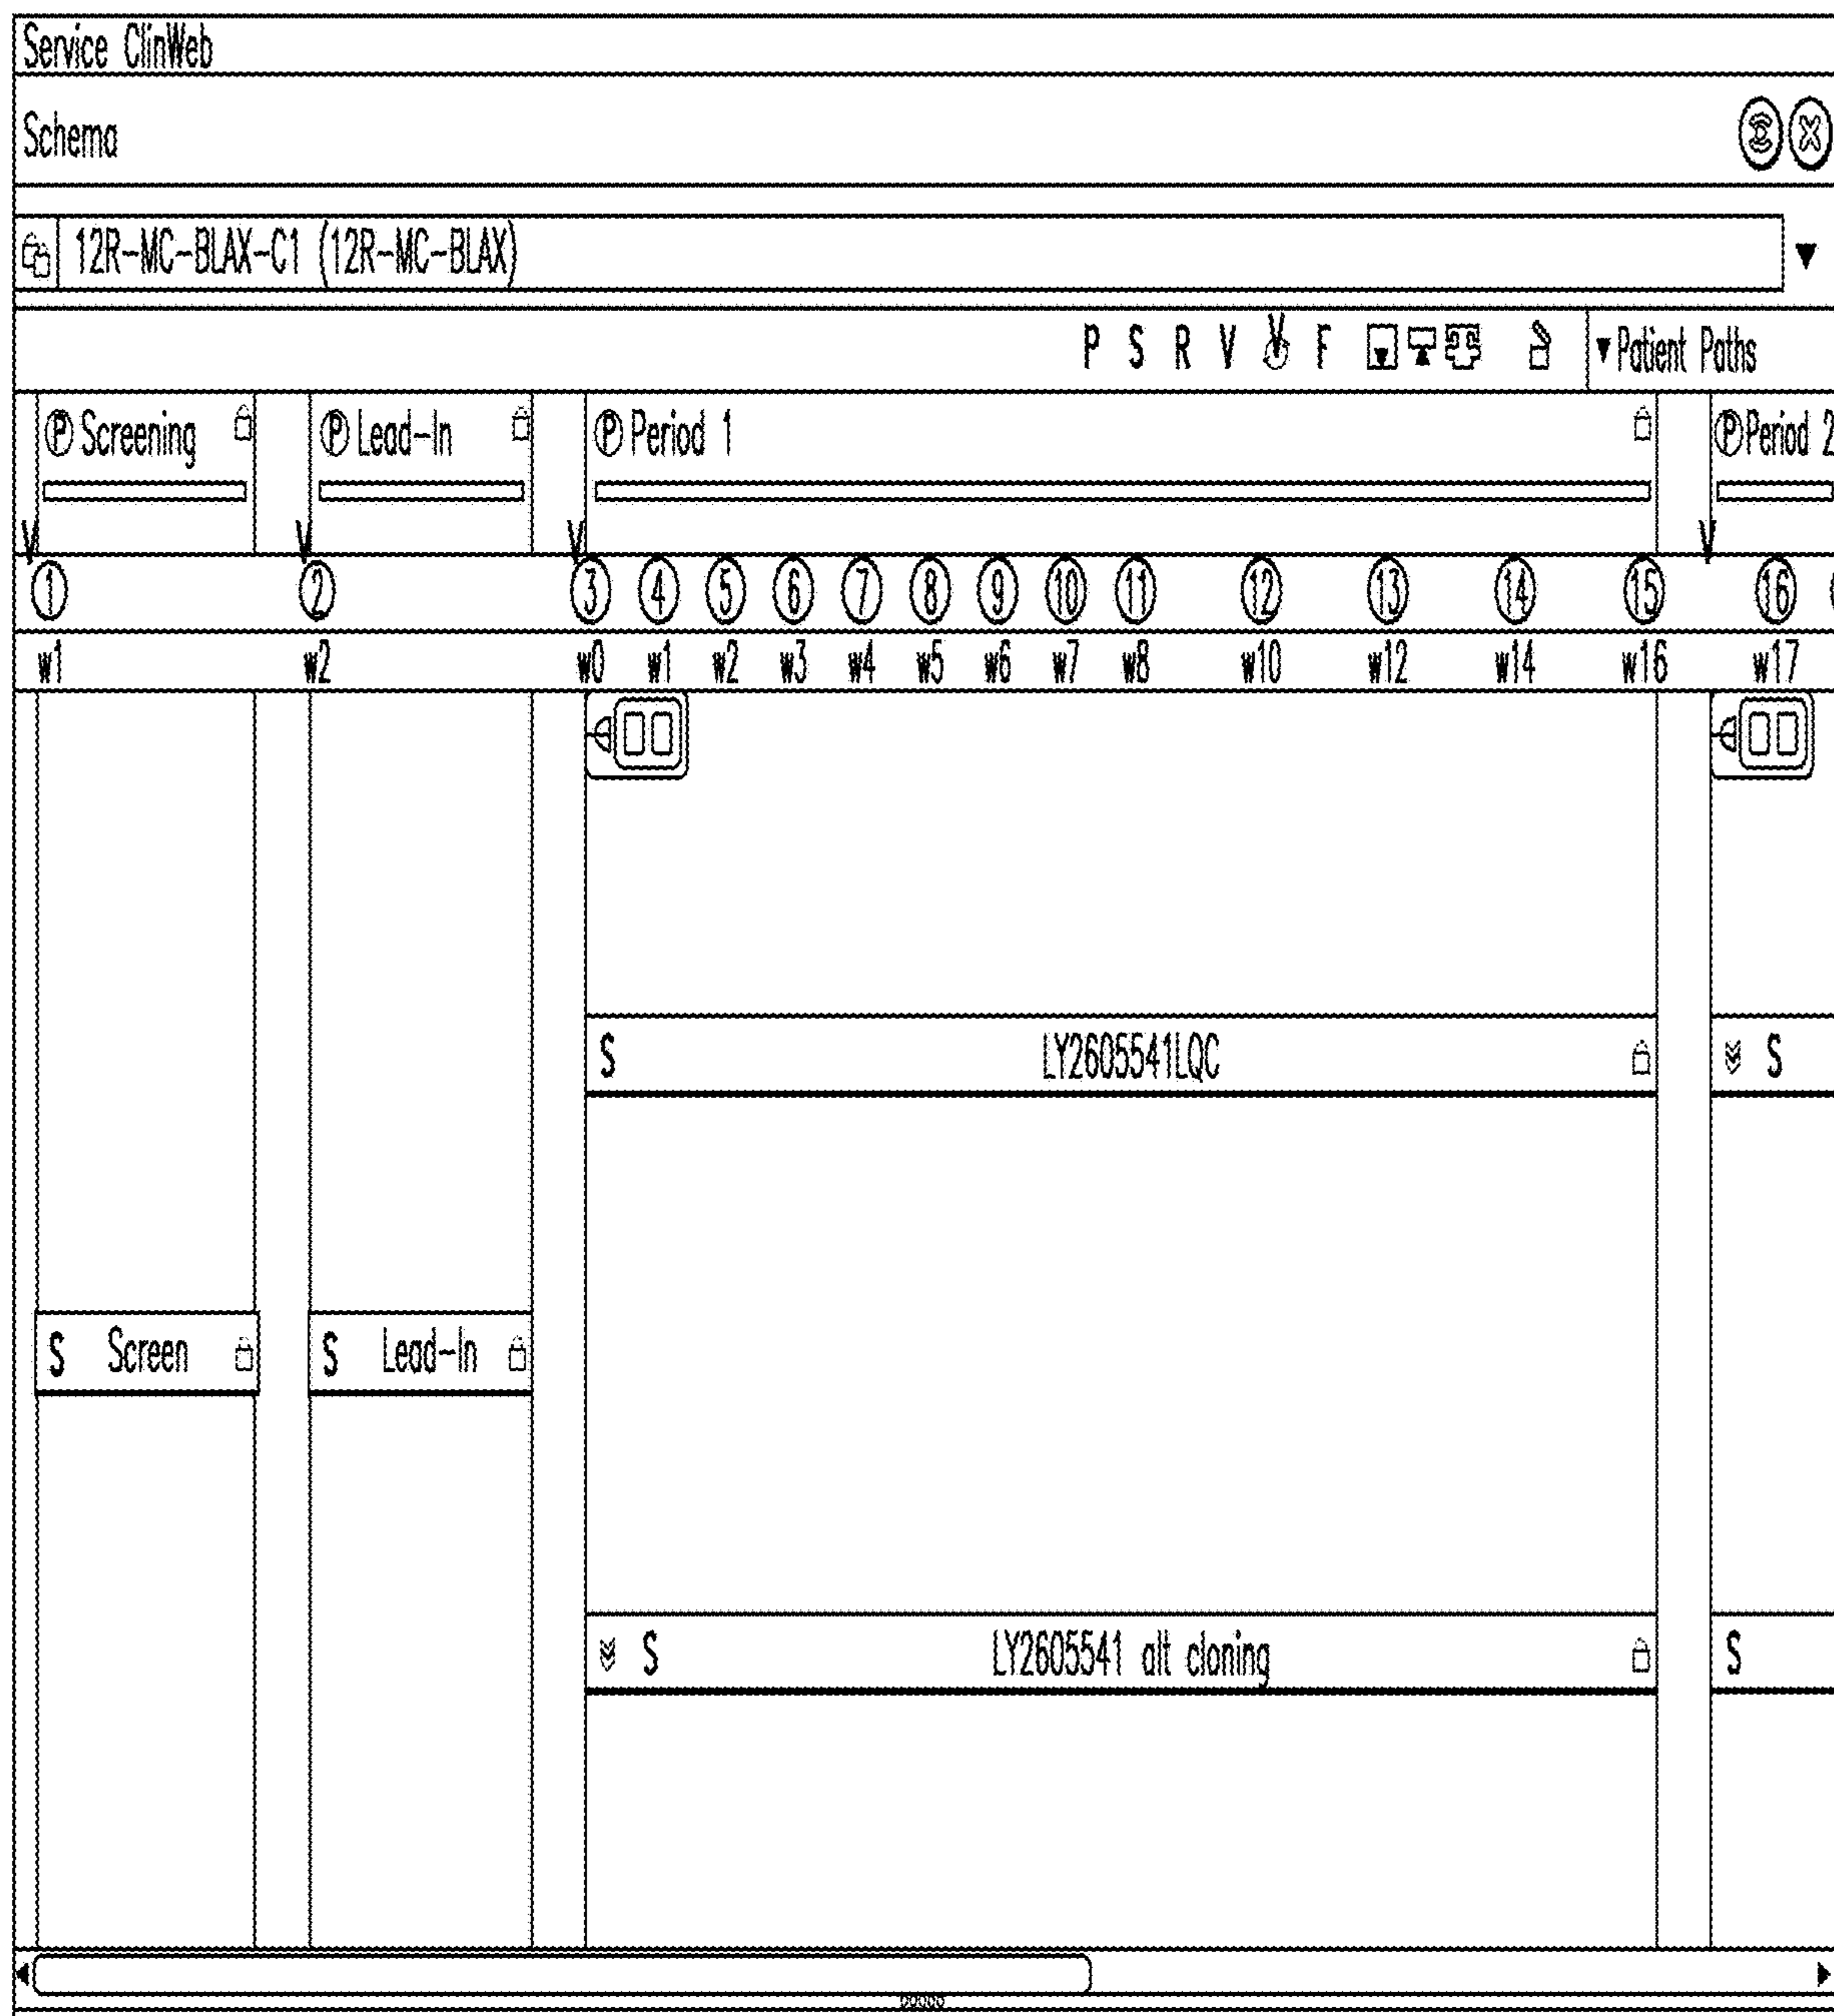 Service ClinWeb
Schema
12R-MC-BLAX-C1 (12R-MC-BLAX)
P S R V V F Patient Paths
P Screening P Lead-In P Period 1 P Period 2
V V V V
1 2 3 4 5 6 7 8 9 10 11 12 13 14 15 16
w1 w2 w0 w1 w2 w3 w4 w5 w6 w7 w8 w10 w12 w14 w16 w17
S LY2605541LQC S
S Screen S Lead-In
S LY2605541 alt cloning S